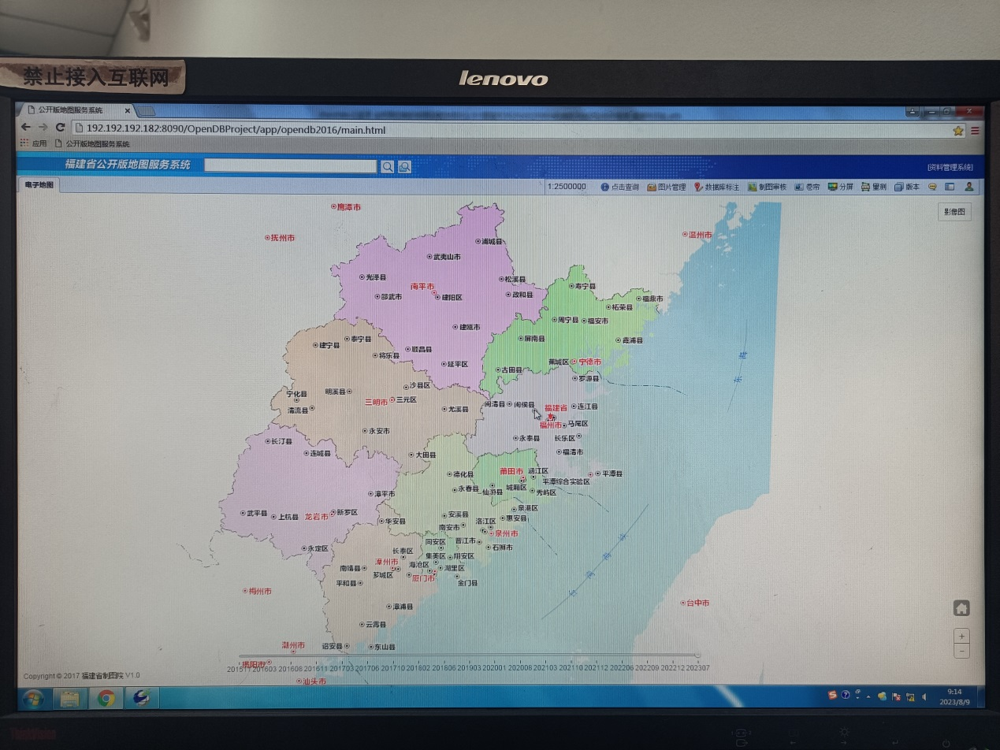 禁止接入互联网
lenovo
公开版地图服务系统
192.192.192.182:8090/OpenDBProject/app/opendb2016/main.html
应用 公开版地图服务系统
福建省公开版地图服务系统
[资料管理系统]
电子地图
1:2500000 点击查询 图片管理 数据库标注 制图审核 卷帘 分屏 量测 版本
影像图
鹰潭市
抚州市
温州市
浦城县
武夷山市
光泽县
松溪县
南平市
寿宁县
邵武市
建阳区
政和县
福鼎市
柘荣县
周宁县
福安市
建瓯市
屏南县
霞浦县
建宁县
泰宁县
顺昌县
将乐县
延平区
古田县
蕉城区
宁德市
东海
罗源县
沙县区
明溪县
宁化县
三明市
三元区
清流县
尤溪县
闽清县
闽侯县
福建省
连江县
福州市
马尾区
永安市
永泰县
长乐区
长汀县
连城县
大田县
福清市
德化县
莆田市
涵江区
平潭综合实验区
平潭县
永春县
仙游县
城厢区
秀屿区
漳平市
泉港区
武平县
上杭县
龙岩市
新罗区
华安县
安溪县
南安市
洛江区
惠安县
泉州市
永定区
同安区
晋江市
石狮市
长泰区
集美区
翔安区
南靖县
漳州市
芗城区
海沧区
湖里区
厦门市
平和县
金门县
梅州市
漳浦县
台中市
云霄县
潮州市
诏安县
东山县
揭阳市
201603 201608 201611 201703 201706 201710 201802 201806 201903 202001 202008 202103 202111 202206 202209 202212 202307
汕头市
Copyright © 2017 福建省制图院 V1.0
9:14
2023/8/9
ThinkVision